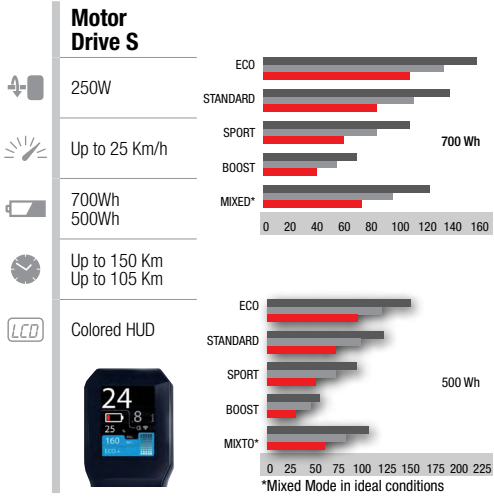 Motor
Drive S
250W
Up to 25 Km/h
700Wh
500Wh
Up to 150 Km
Up to 105 Km
LCD
Colored HUD
24
8
25
160
ECO+
ECO
STANDARD
SPORT
BOOST
MIXED*
700 Wh
0 20 40 60 80 100 120 140 160
ECO
STANDARD
SPORT
BOOST
MIXTO*
500 Wh
0 25 50 75 100 125 150 175 200 225
*Mixed Mode in ideal conditions